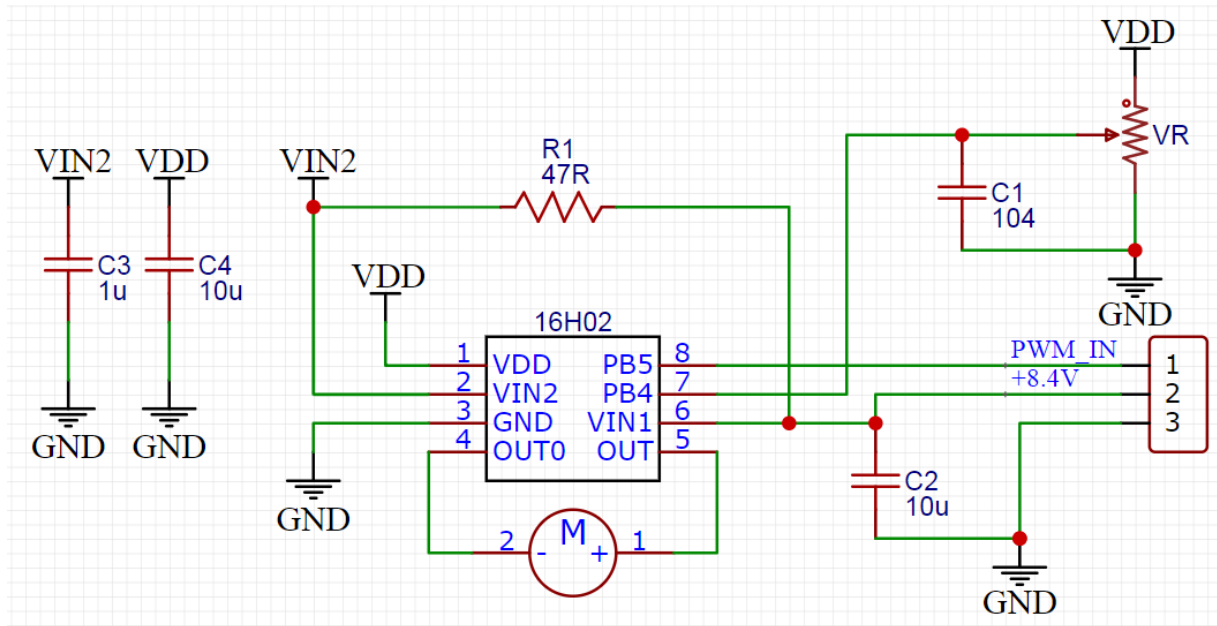 VDD
VR
C1
104
GND
VIN2
VDD
VIN2
R1
47R
C3
1u
C4
10u
GND
GND
VDD
16H02
1 VDD PB5 8
2 VIN2 PB4 7
3 GND VIN1 6
4 OUT0 OUT 5
GND
2 - M + 1
PWM_IN 1
+8.4V 2
3
C2
10u
GND